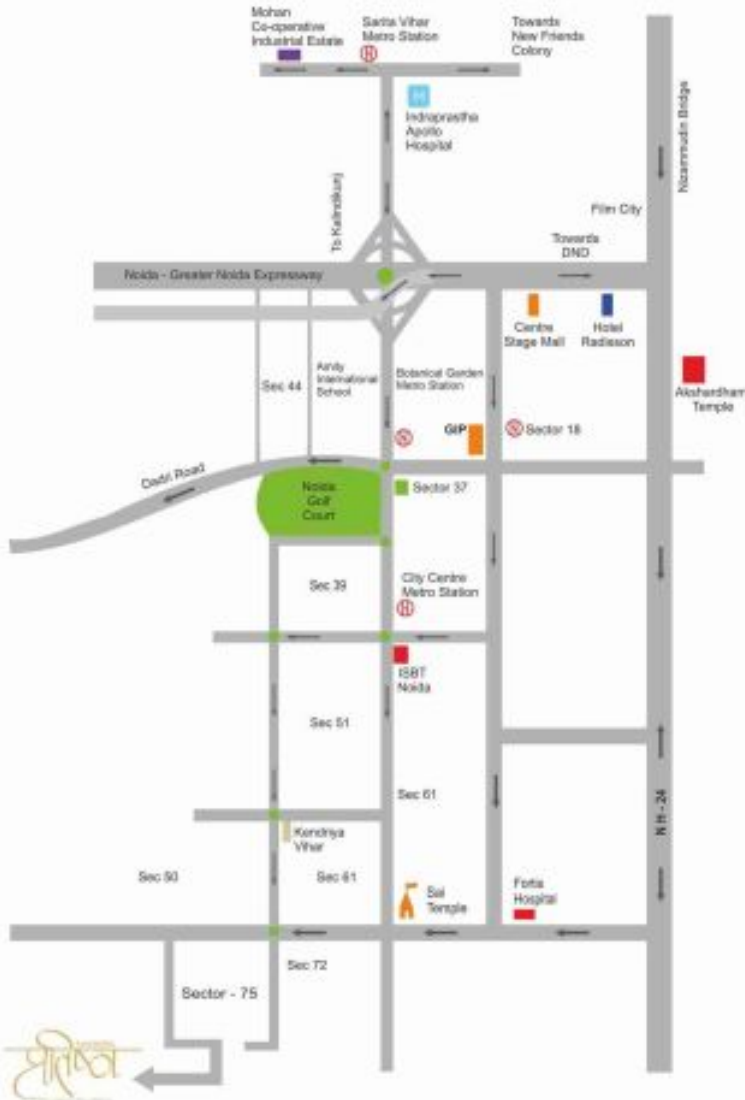 Mohan
Co-operative
Industrial Estate
Sarita Vihar
Metro Station
Towards
New Friends
Colony
H
Indraprastha
Apollo
Hospital
Nizammudin Bridge
To Kalindikunj
Film City
Towards
DND
Noida - Greater Noida Expressway
Centre
Stage Mall
Hotel
Radisson
Sec 44
Amity
International
School
Botanical Garden
Metro Station
Akshardham
Temple
GIP
Sector 18
Dadri Road
Noida
Golf
Court
Sector 37
Sec 39
City Centre
Metro Station
ISBT
Noida
Sec 51
Sec 61
N H - 24
Kendriya
Vihar
Sec 50
Sec 61
Sai
Temple
Fortis
Hospital
Sec 72
Sector - 75